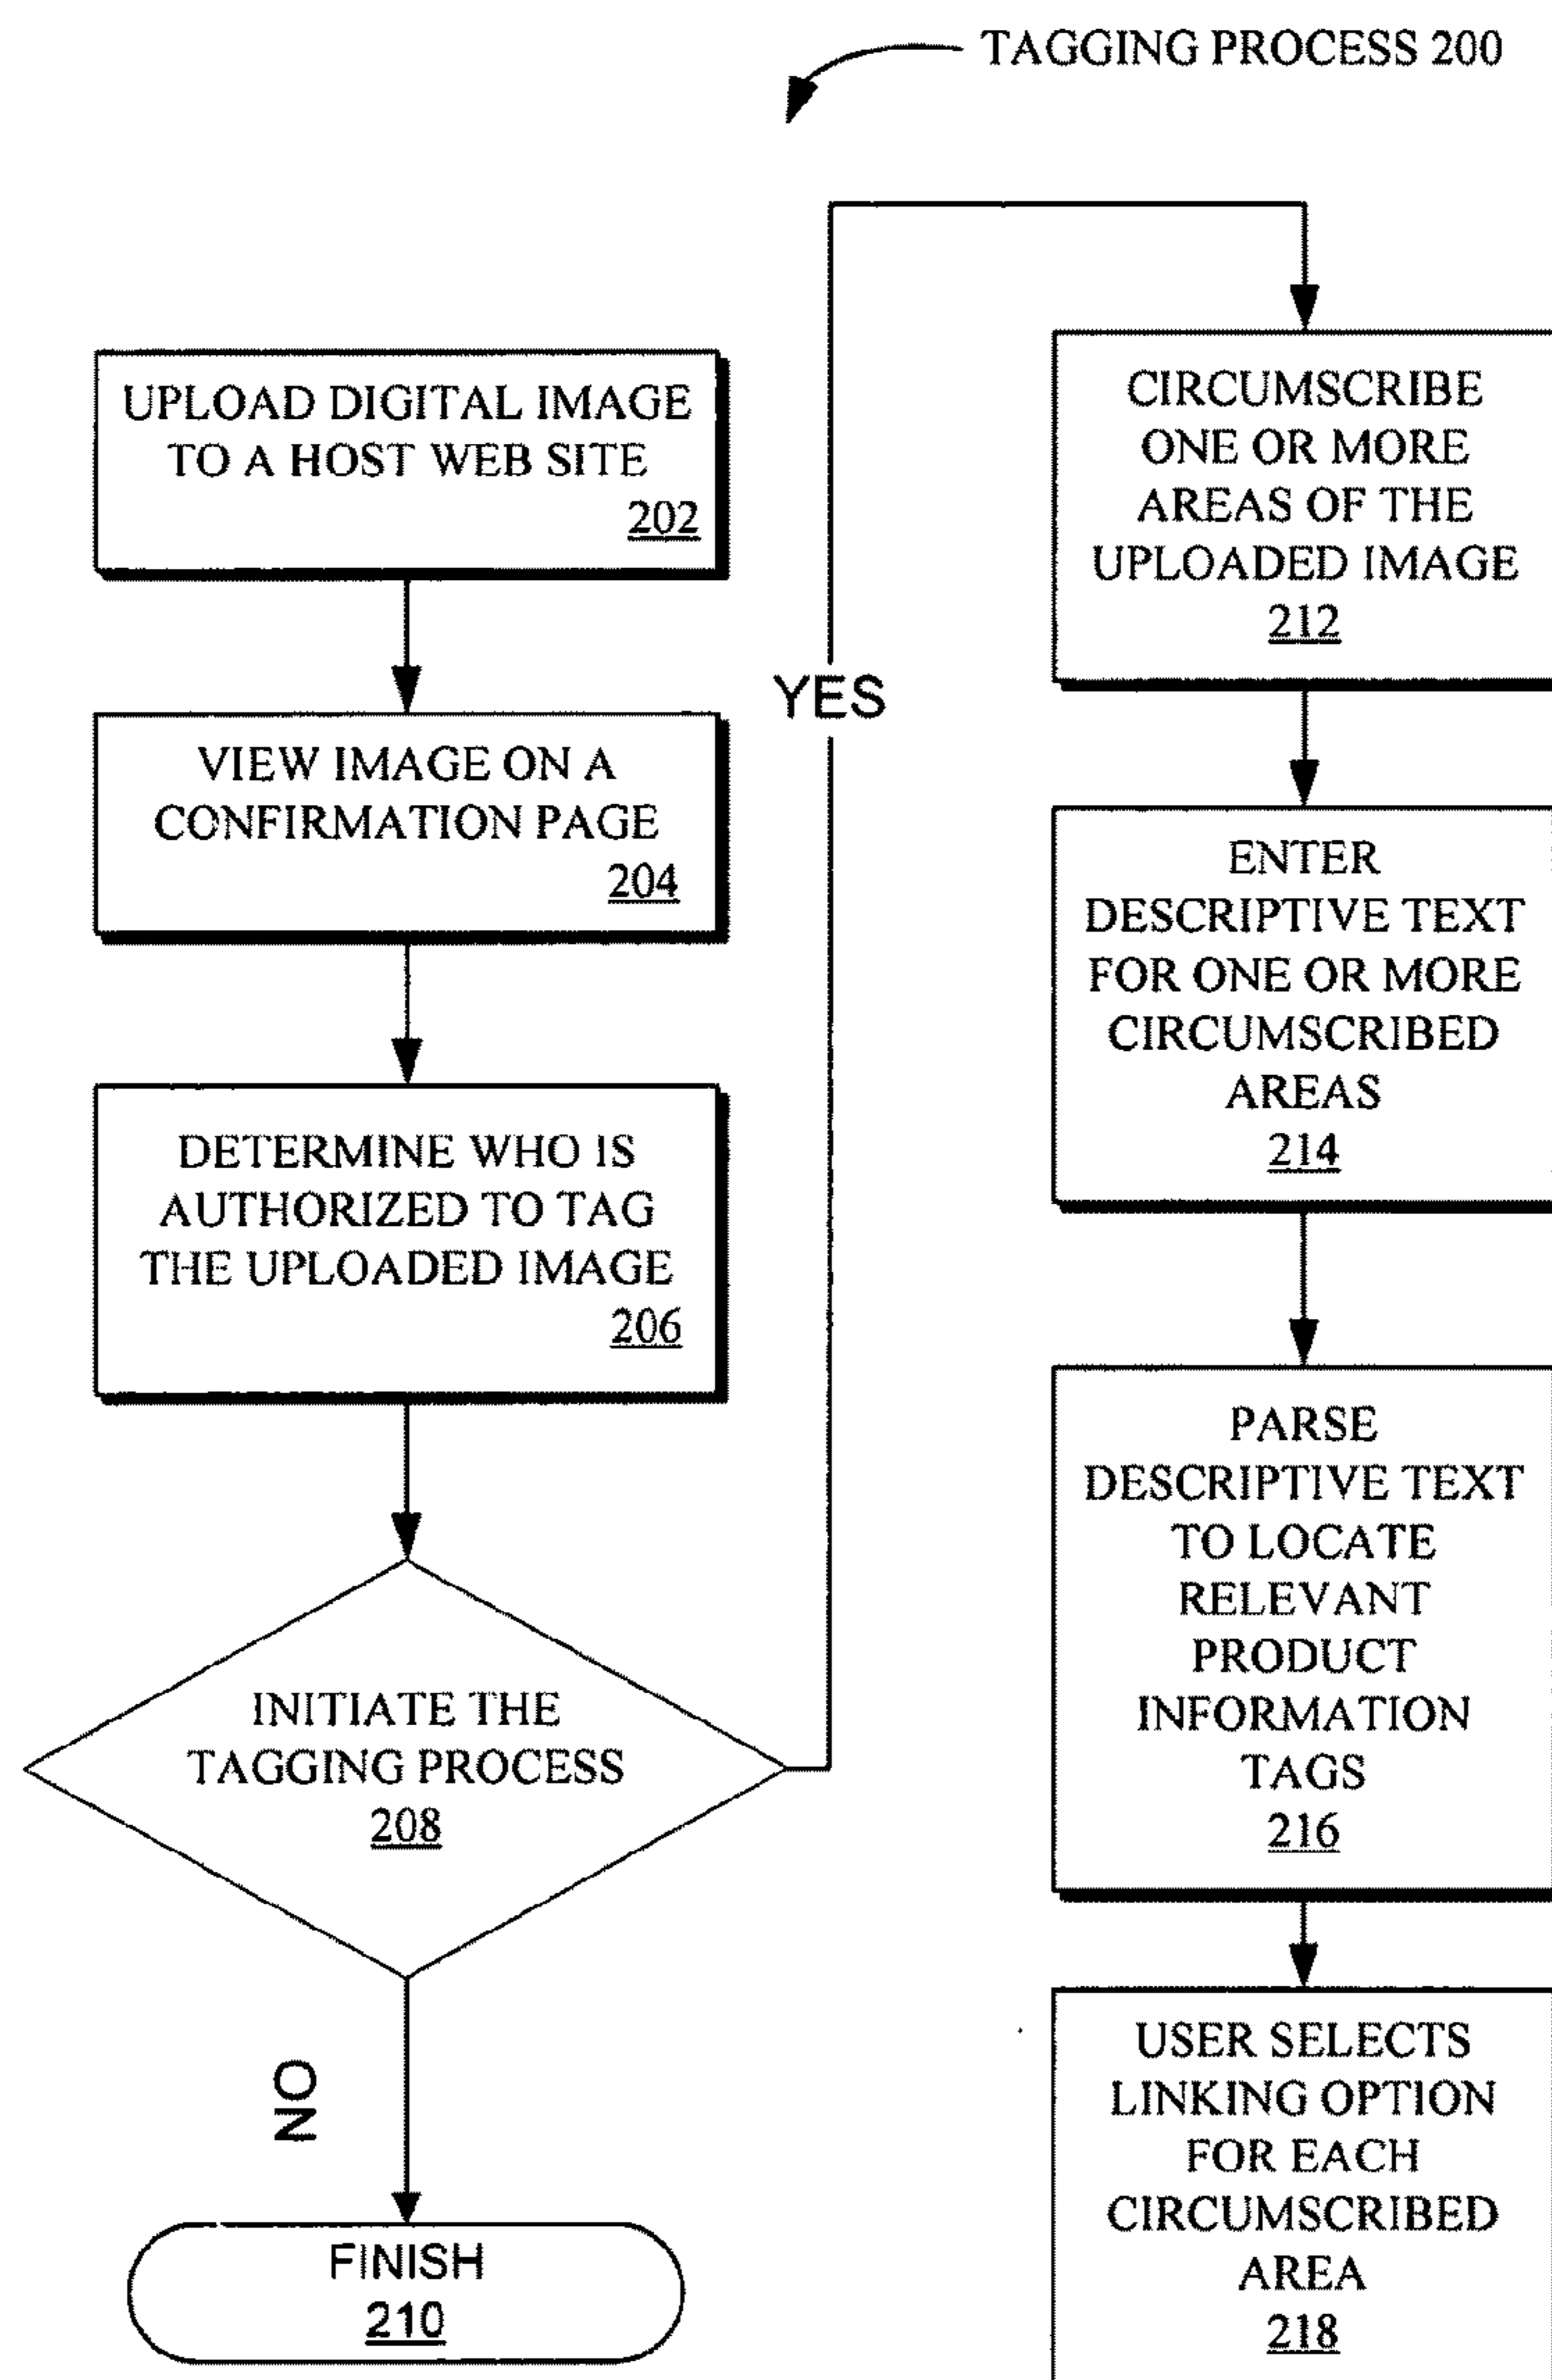 TAGGING PROCESS 200
UPLOAD DIGITAL IMAGE
TO A HOST WEB SITE
202
VIEW IMAGE ON A
CONFIRMATION PAGE
204
DETERMINE WHO IS
AUTHORIZED TO TAG
THE UPLOADED IMAGE
206
INITIATE THE
TAGGING PROCESS
208
NO
FINISH
210
YES
CIRCUMSCRIBE
ONE OR MORE
AREAS OF THE
UPLOADED IMAGE
212
ENTER
DESCRIPTIVE TEXT
FOR ONE OR MORE
CIRCUMSCRIBED
AREAS
214
PARSE
DESCRIPTIVE TEXT
TO LOCATE
RELEVANT
PRODUCT
INFORMATION
TAGS
216
USER SELECTS
LINKING OPTION
FOR EACH
CIRCUMSCRIBED
AREA
218